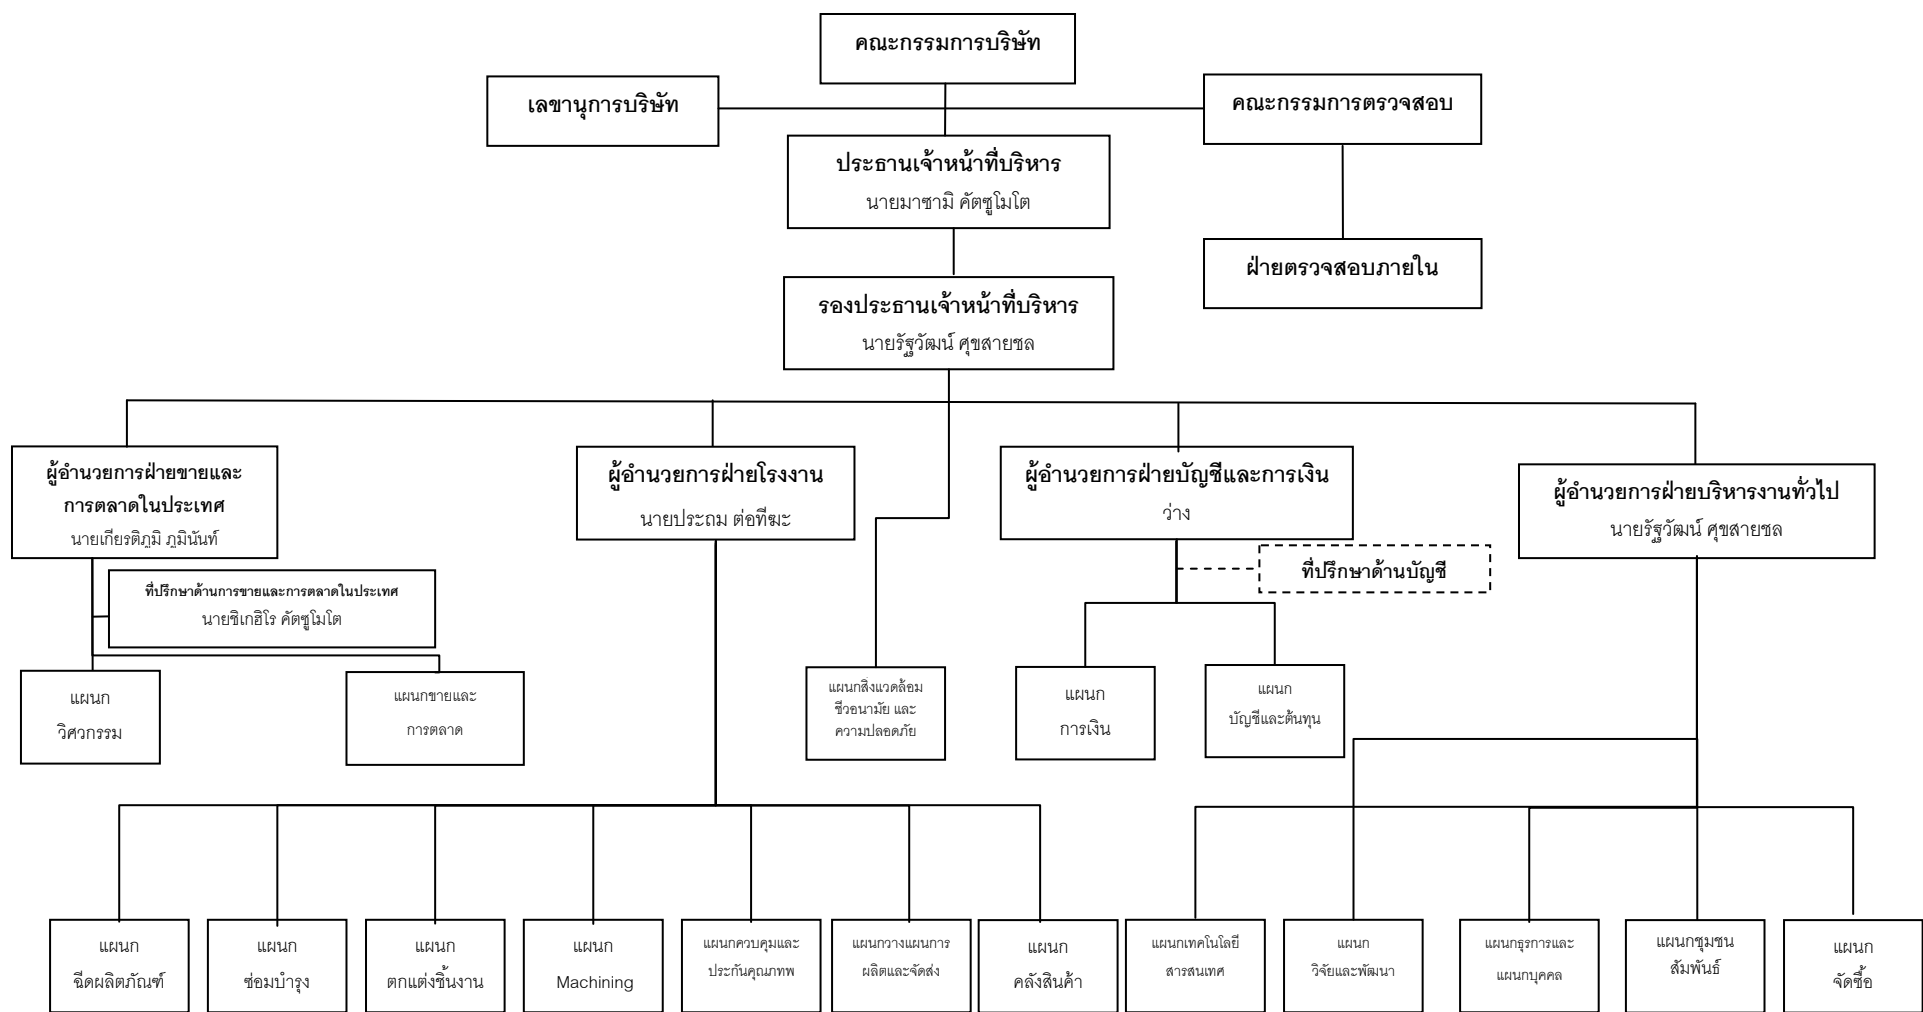 คณะกรรมการบริษัท
เลขานุการบริษัท
คณะกรรมการตรวจสอบ
ประธานเจ้าหน้าที่บริหาร
นายมาซามิ คัตซูโมโต
ฝ่ายตรวจสอบภายใน
รองประธานเจ้าหน้าที่บริหาร
นายรัฐวัฒน์ ศุขสายชล
ผู้อำนวยการฝ่ายขายและ
การตลาดในประเทศ
นายเกียรติภูมิ ภูมินันท์
ผู้อำนวยการฝ่ายโรงงาน
นายประถม ต่อฑีฆะ
ผู้อำนวยการฝ่ายบัญชีและการเงิน
ว่าง
ผู้อำนวยการฝ่ายบริหารงานทั่วไป
นายรัฐวัฒน์ ศุขสายชล
ที่ปรึกษาด้านการขายและการตลาดในประเทศ
นายชิเกฮิโร คัตซูโมโต
ที่ปรึกษาด้านบัญชี
แผนก
วิศวกรรม
แผนกขายและ
การตลาด
แผนกสิ่งแวดล้อม
ชีวอนามัย และ
ความปลอดภัย
แผนก
การเงิน
แผนก
บัญชีและต้นทุน
แผนก
ฉีดผลิตภัณฑ์
แผนก
ซ่อมบำรุง
แผนก
ตกแต่งชิ้นงาน
แผนก
Machining
แผนกควบคุมและ
ประกันคุณภทพ
แผนกวางแผนการ
ผลิตและจัดส่ง
แผนก
คลังสินค้า
แผนกเทคโนโลยี
สารสนเทศ
แผนก
วิจัยและพัฒนา
แผนกธุรการและ
แผนกบุคคล
แผนกชุมชน
สัมพันธ์
แผนก
จัดซื้อ